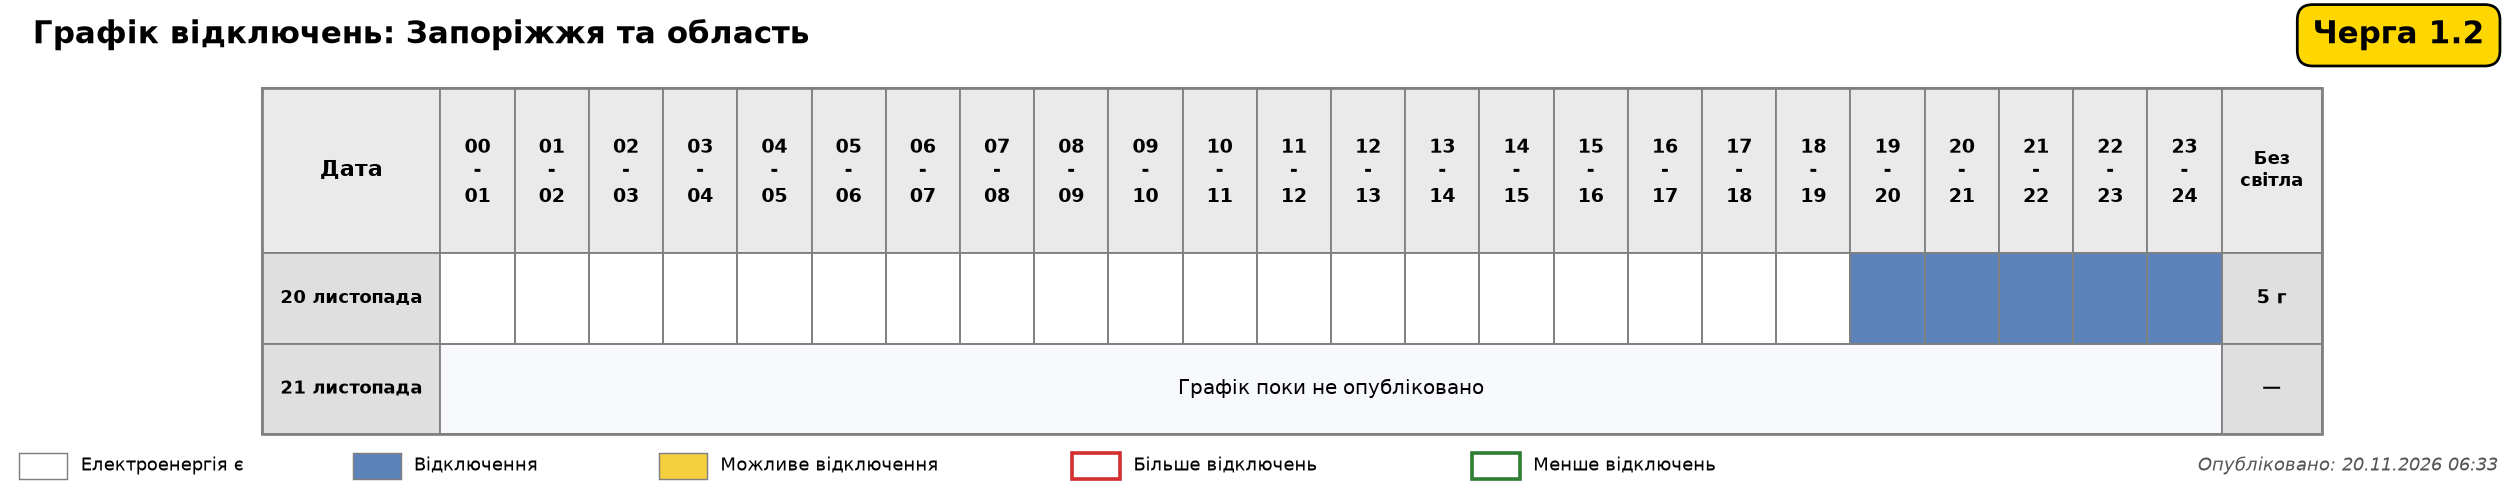 Графік відключень: Запоріжжя та область
Черга 1.2
Дата 00 - 01 01 - 02 02 - 03 03 - 04 04 - 05 05 - 06 06 - 07 07 - 08 08 - 09 09 - 10 10 - 11 11 - 12 12 - 13 13 - 14 14 - 15 15 - 16 16 - 17 17 - 18 18 - 19 19 - 20 20 - 21 21 - 22 22 - 23 23 - 24 Без світла
20 листопада 5 г
21 листопада Графік поки не опубліковано —
Електроенергія є Відключення Можливе відключення Більше відключень Менше відключень
Опубліковано: 20.11.2026 06:33